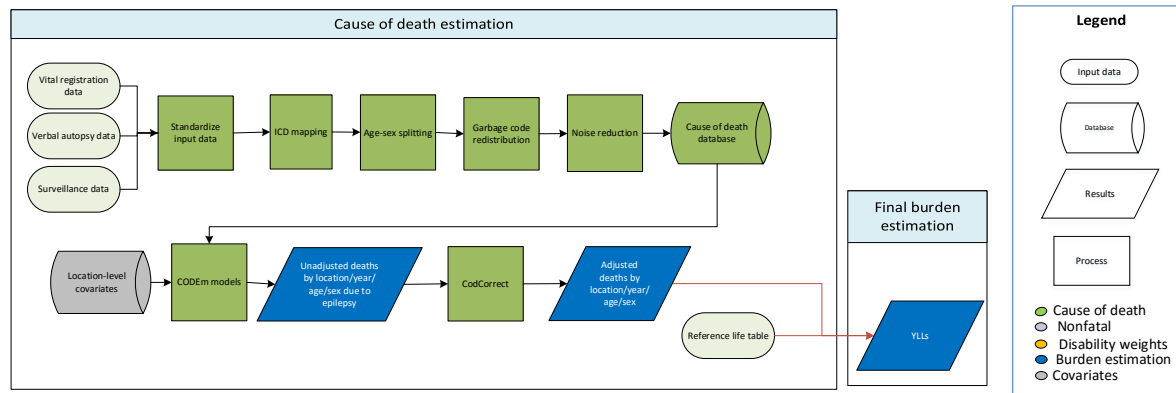 Cause of death estimation
Vital registration
data
Verbal autopsy data
Surveillance data
Standardize
input data
ICD mapping
Age-sex splitting
Garbage code
redistribution
Noise reduction
Cause of death
database
Location-level
covariates
CODEm models
Unadjusted deaths
by location/year/
age/sex due to
epilepsy
CodCorrect
Adjusted
deaths by
location/year/
age/sex
Reference life table
Final burden
estimation
YLLs
Legend
Input data
Database
Results
Process
Cause of death
Nonfatal
Disability weights
Burden estimation
Covariates